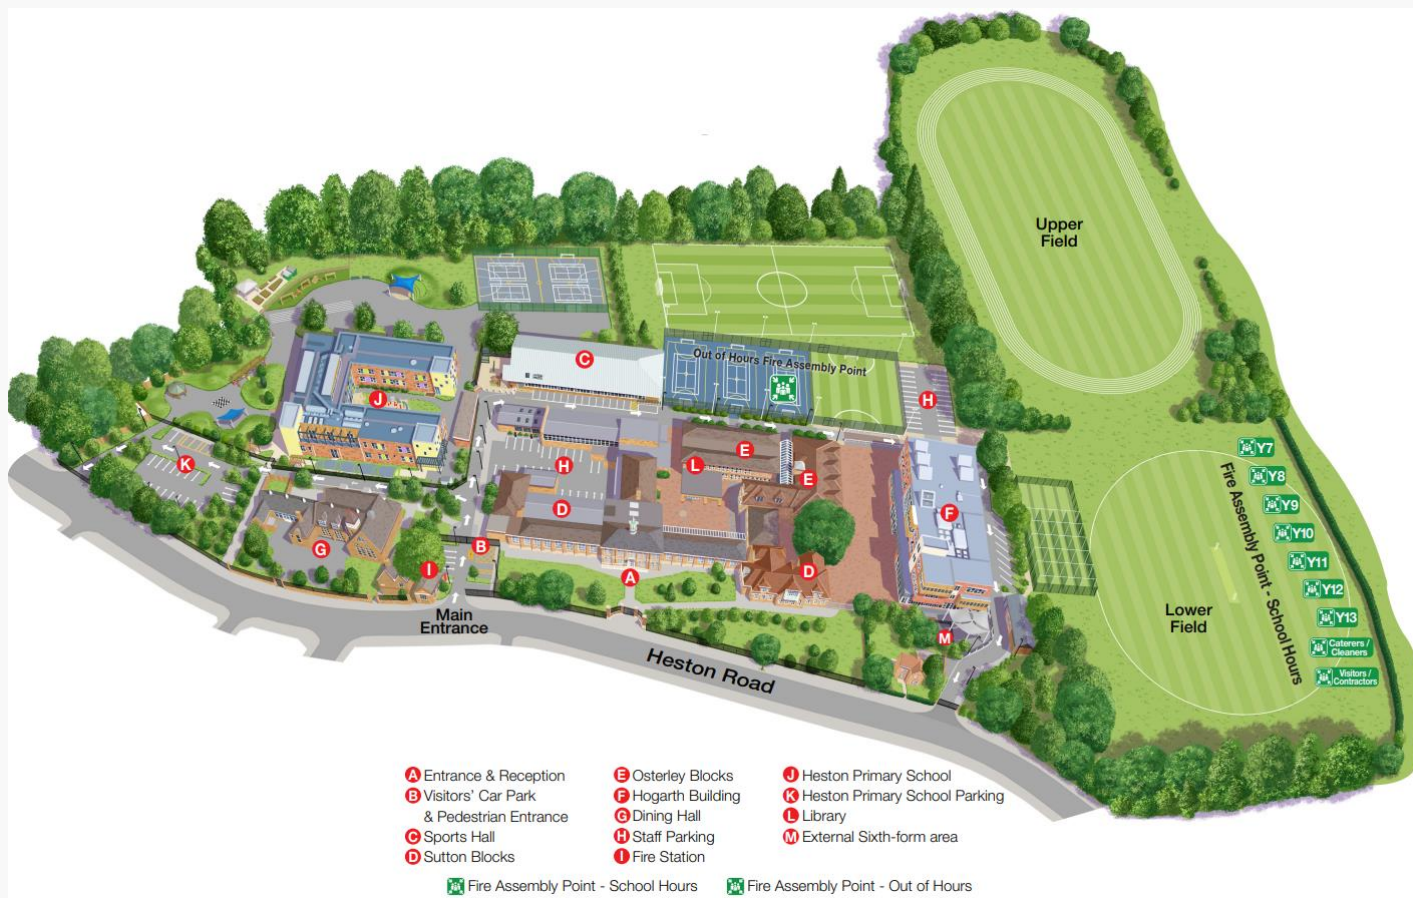 Upper
Field
Out of Hours Fire Assembly Point
C
J
H
E
L
E
K
H
D
F
G
B
I
A
D
M
Y7
Y8
Y9
Y10
Y11
Y12
Y13
Caterers /
Cleaners
Visitors /
Contractors
Fire Assembly Point - School Hours
Lower
Field
Main
Entrance
Heston Road
A Entrance & Reception
B Visitors' Car Park
& Pedestrian Entrance
C Sports Hall
D Sutton Blocks
E Osterley Blocks
F Hogarth Building
G Dining Hall
H Staff Parking
I Fire Station
J Heston Primary School
K Heston Primary School Parking
L Library
M External Sixth-form area
Fire Assembly Point - School Hours
Fire Assembly Point - Out of Hours